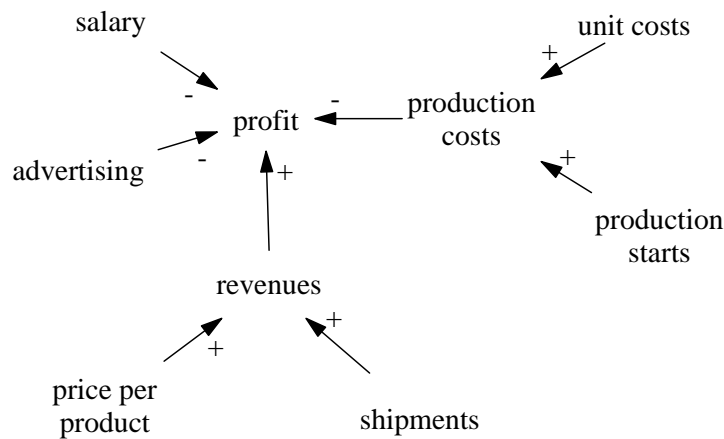 salary
unit costs
+
-
-
production
costs
profit
-
+
advertising
+
production
starts
revenues
+
+
price per
product
shipments